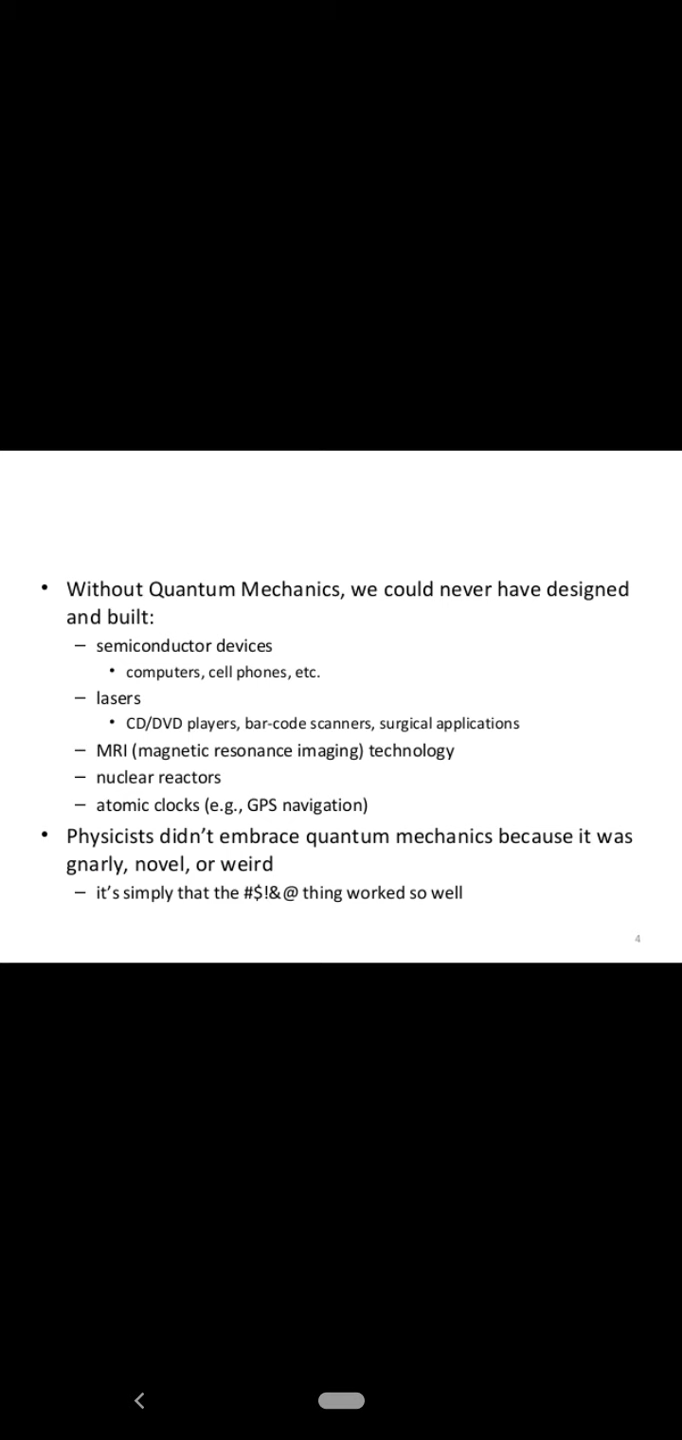 • Without Quantum Mechanics, we could never have designed
and built:
– semiconductor devices
• computers, cell phones, etc.
– lasers
• CD/DVD players, bar-code scanners, surgical applications
– MRI (magnetic resonance imaging) technology
– nuclear reactors
– atomic clocks (e.g., GPS navigation)
• Physicists didn’t embrace quantum mechanics because it was
gnarly, novel, or weird
– it’s simply that the #$!&@ thing worked so well
4